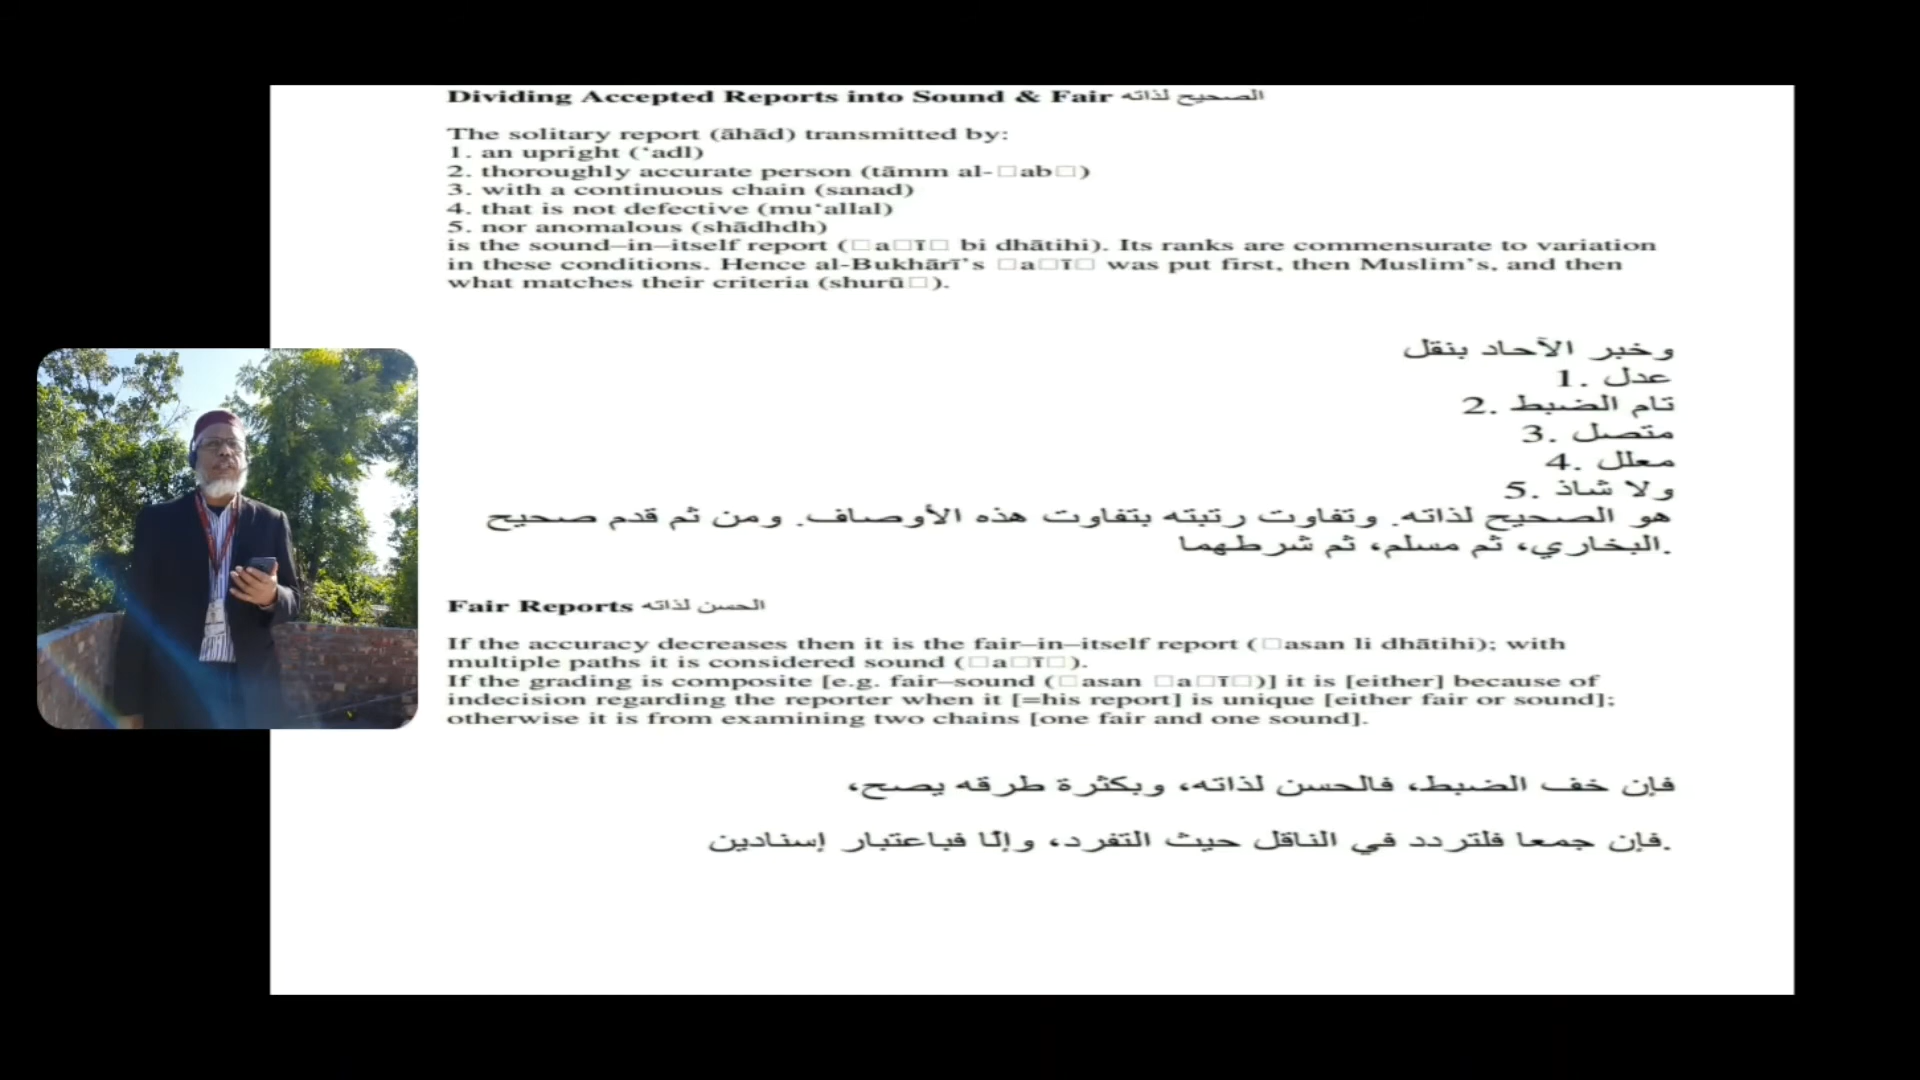 Dividing Accepted Reports into Sound & Fair الصحيح لذاته
The solitary report (āhād) transmitted by:
1. an upright (‘adl)
2. thoroughly accurate person (tāmm al-□ab□)
3. with a continuous chain (sanad)
4. that is not defective (mu‘allal)
5. nor anomalous (shādhdh)
is the sound–in–itself report (□a□ī□ bi dhātihi). Its ranks are commensurate to variation
in these conditions. Hence al-Bukhārī’s □a□ī□ was put first, then Muslim’s, and then
what matches their criteria (shurū□).
وخبر الآحاد بنقل
عدل .1
تام الضبط .2
متصل .3
معلل .4
ولا شاذ .5
هو الصحيح لذاته. وتفاوت رتبته بتفاوت هذه الأوصاف. ومن ثم قدم صحيح
.البخاري، ثم مسلم، ثم شرطهما
Fair Reports الحسن لذاته
If the accuracy decreases then it is the fair–in–itself report (□asan li dhātihi); with
multiple paths it is considered sound (□a□ī□).
If the grading is composite [e.g. fair–sound (□asan □a□ī□)] it is [either] because of
indecision regarding the reporter when it [=his report] is unique [either fair or sound];
otherwise it is from examining two chains [one fair and one sound].
فإن خف الضبط، فالحسن لذاته، وبكثرة طرقه يصح،
.فإن جمعا فلتردد في الناقل حيث التفرد، وإلّا فباعتبار إسنادين